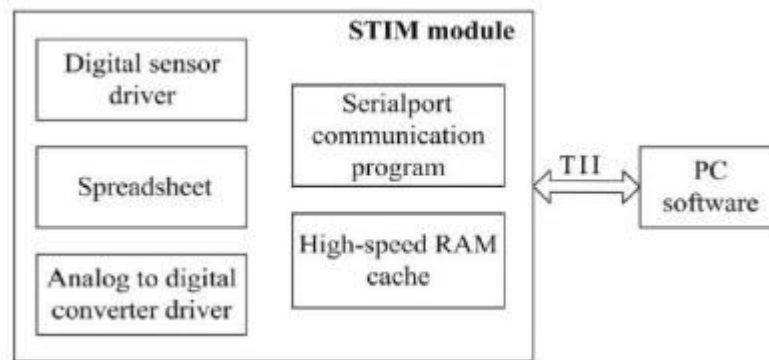 STIM module
Digital sensor
driver
Spreadsheet
Analog to digital
converter driver
Serialport
communication
program
High-speed RAM
cache
TII
PC
software